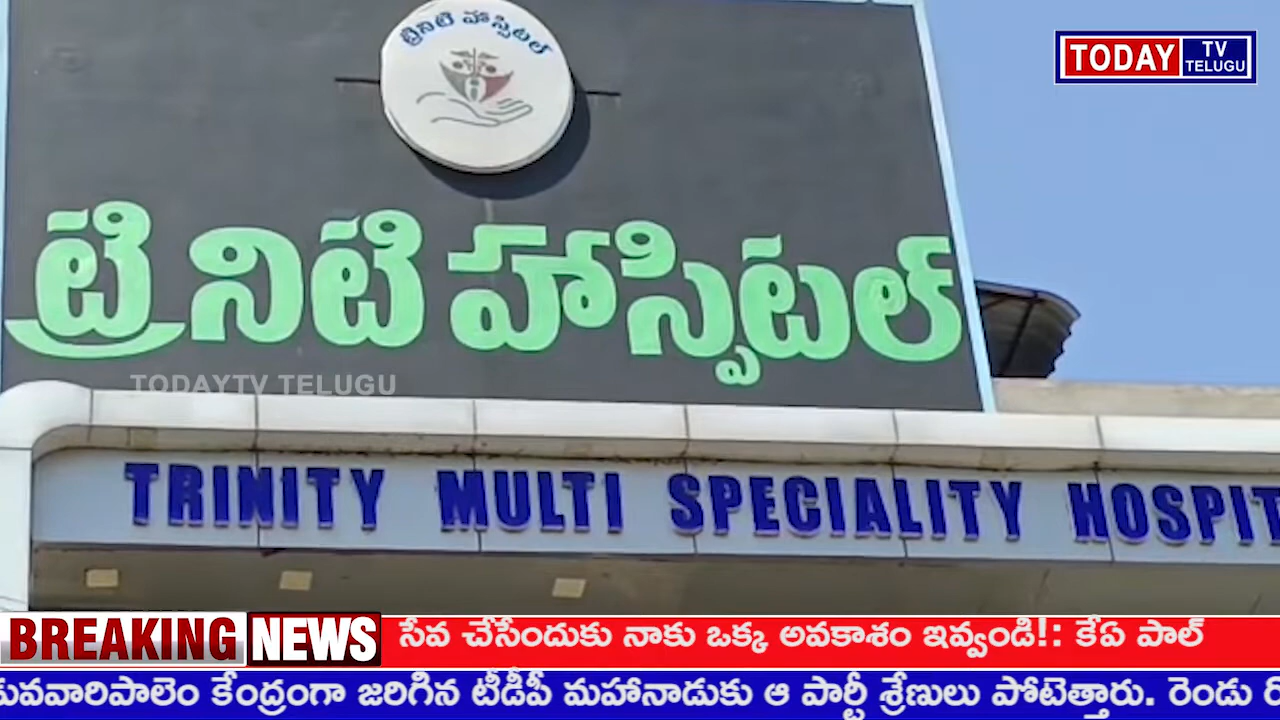 ట్రినిటి హాస్పిటల్
TODAY TV TELUGU
ట్రినిటి హాస్పిటల్
TODAYTV TELUGU
TRINITY MULTI SPECIALITY HOSPIT
BREAKING NEWS సేవ చేసేందుకు నాకు ఒక్క అవకాశం ఇవ్వండి!: కేఏ పాల్
కేంద్రంగా జరిగిన టీడీపీ మహానాడుకు ఆ పార్టీ శ్రేణులు పోటెత్తారు. రెండు